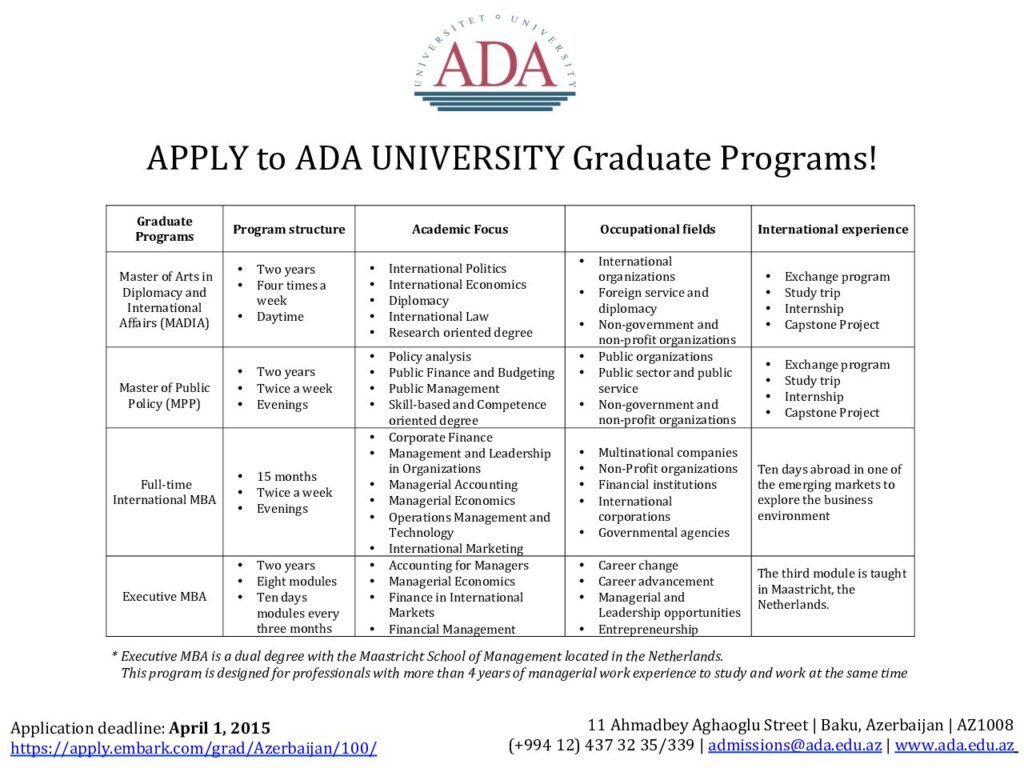 UNIVERSITET UNIVERSITY
ADA
APPLY to ADA UNIVERSITY Graduate Programs!
Graduate
Programs
Program structure
Academic Focus
Occupational fields
International experience
Master of Arts in
Diplomacy and
International
Affairs (MADIA)
• Two years
• Four times a
week
• Daytime
• International Politics
• International Economics
• Diplomacy
• International Law
• Research oriented degree
• International
organizations
• Foreign service and
diplomacy
• Non-government and
non-profit organizations
• Exchange program
• Study trip
• Internship
• Capstone Project
Master of Public
Policy (MPP)
• Two years
• Twice a week
• Evenings
• Policy analysis
• Public Finance and Budgeting
• Public Management
• Skill-based and Competence
oriented degree
• Public organizations
• Public sector and public
service
• Non-government and
non-profit organizations
• Exchange program
• Study trip
• Internship
• Capstone Project
Full-time
International MBA
• 15 months
• Twice a week
• Evenings
• Corporate Finance
• Management and Leadership
in Organizations
• Managerial Accounting
• Managerial Economics
• Operations Management and
Technology
• International Marketing
• Multinational companies
• Non-Profit organizations
• Financial institutions
• International
corporations
• Governmental agencies
Ten days abroad in one of
the emerging markets to
explore the business
environment
Executive MBA
• Two years
• Eight modules
• Ten days
modules every
three months
• Accounting for Managers
• Managerial Economics
• Finance in International
Markets
• Financial Management
• Career change
• Career advancement
• Managerial and
Leadership opportunities
• Entrepreneurship
The third module is taught
in Maastricht, the
Netherlands.
* Executive MBA is a dual degree with the Maastricht School of Management located in the Netherlands.
This program is designed for professionals with more than 4 years of managerial work experience to study and work at the same time
Application deadline: April 1, 2015
https://apply.embark.com/grad/Azerbaijan/100/
11 Ahmadbey Aghaoglu Street | Baku, Azerbaijan | AZ1008
(+994 12) 437 32 35/339 | admissions@ada.edu.az | www.ada.edu.az